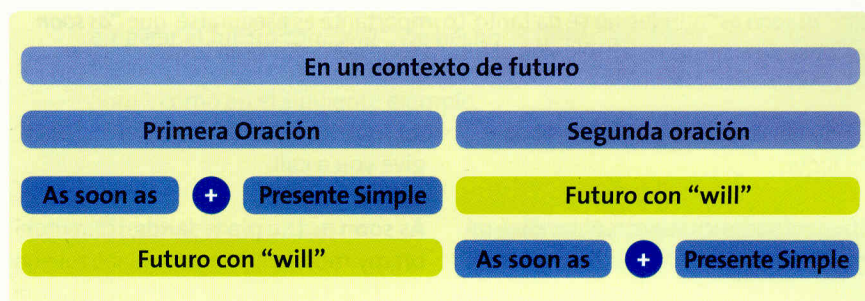 En un contexto de futuro
Primera Oración Segunda oración
As soon as + Presente Simple Futuro con “will”
Futuro con “will” As soon as + Presente Simple